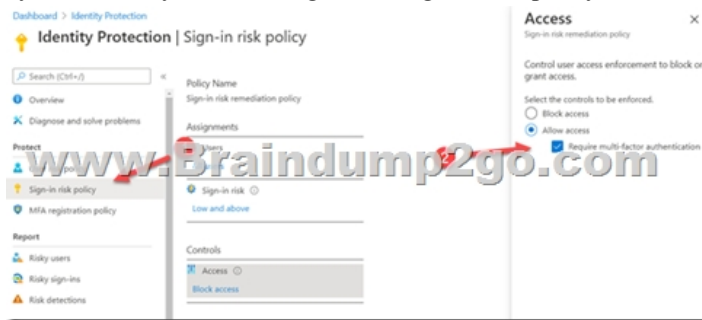 Dashboard > Identity Protection
Identity Protection | Sign-in risk policy
Search (Ctrl+/)
«
Overview
Diagnose and solve problems
Protect
Sign-in risk policy
MFA registration policy
Report
Risky users
Risky sign-ins
Risk detections
Policy Name
Sign-in risk remediation policy
Assignments
Users
Sign-in risk
Low and above
Controls
Access
Block access
Access
Sign-in risk remediation policy
Control user access enforcement to block or
grant access.
Select the controls to be enforced.
Block access
Allow access
Require multi-factor authentication
www.Braindump2go.com
2